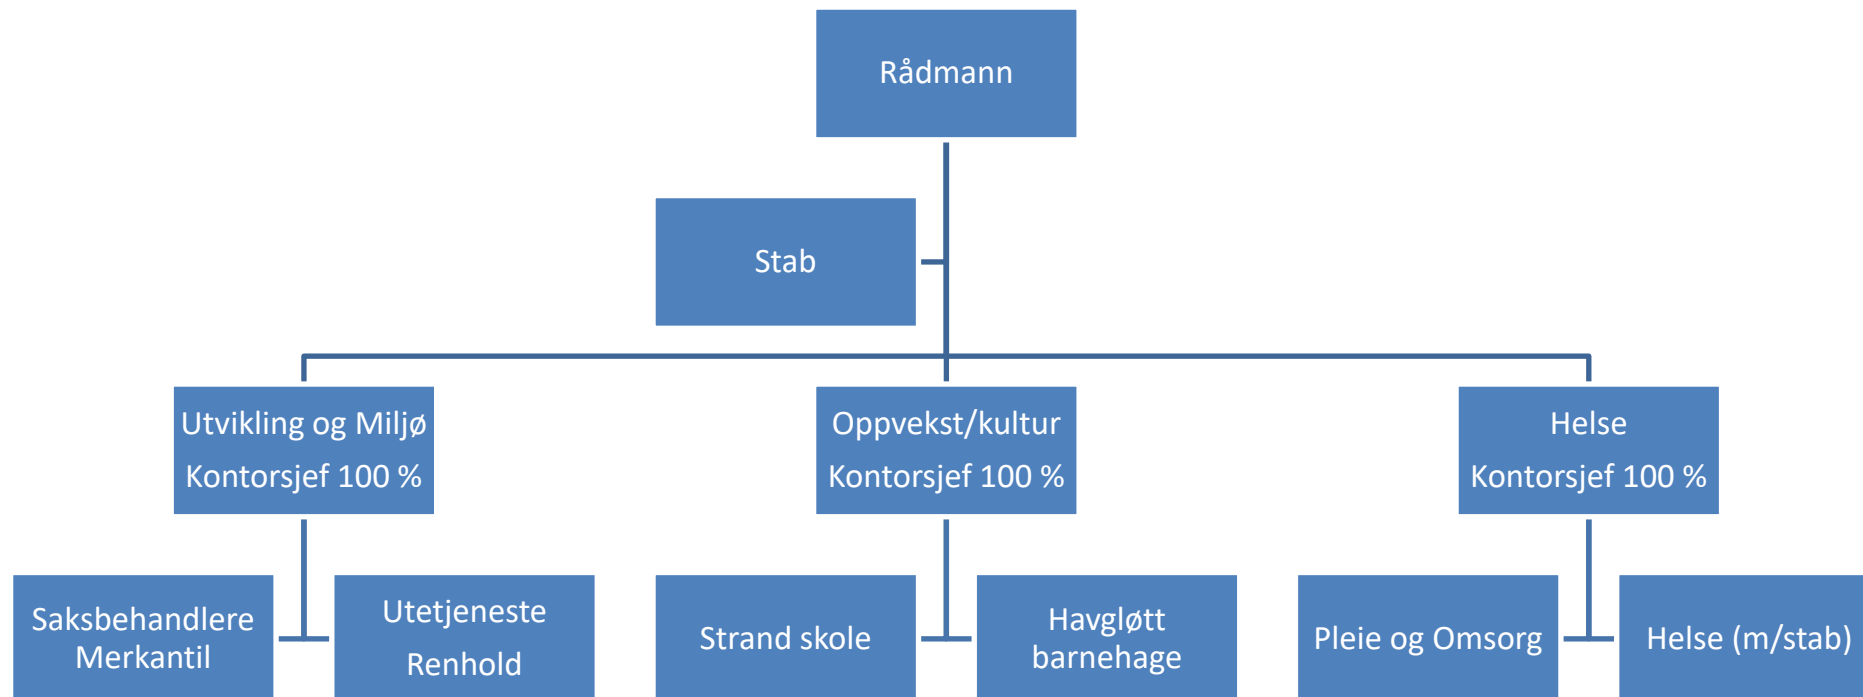 Rådmann
Stab
Utvikling og Miljø
Kontorsjef 100 %
Oppvekst/kultur
Kontorsjef 100 %
Helse
Kontorsjef 100 %
Saksbehandlere
Merkantil
Utetjeneste
Renhold
Strand skole
Havgløtt
barnehage
Pleie og Omsorg
Helse (m/stab)